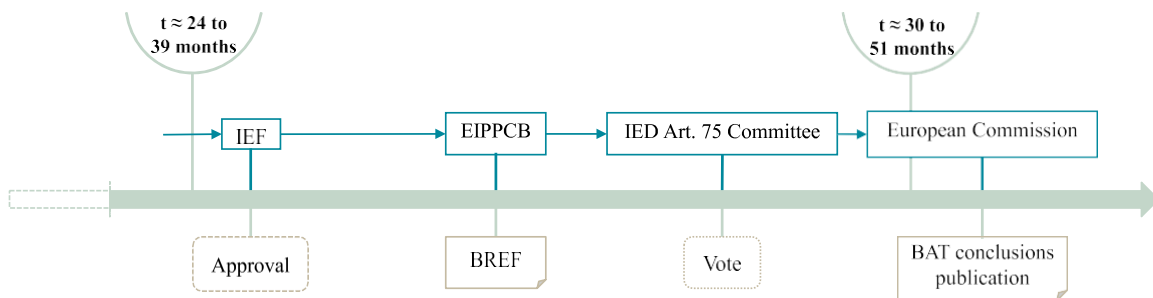 t ≈ 24 to
39 months
t ≈ 30 to
51 months
IEF
EIPPCB
IED Art. 75 Committee
European Commission
Approval
BREF
Vote
BAT conclusions
publication